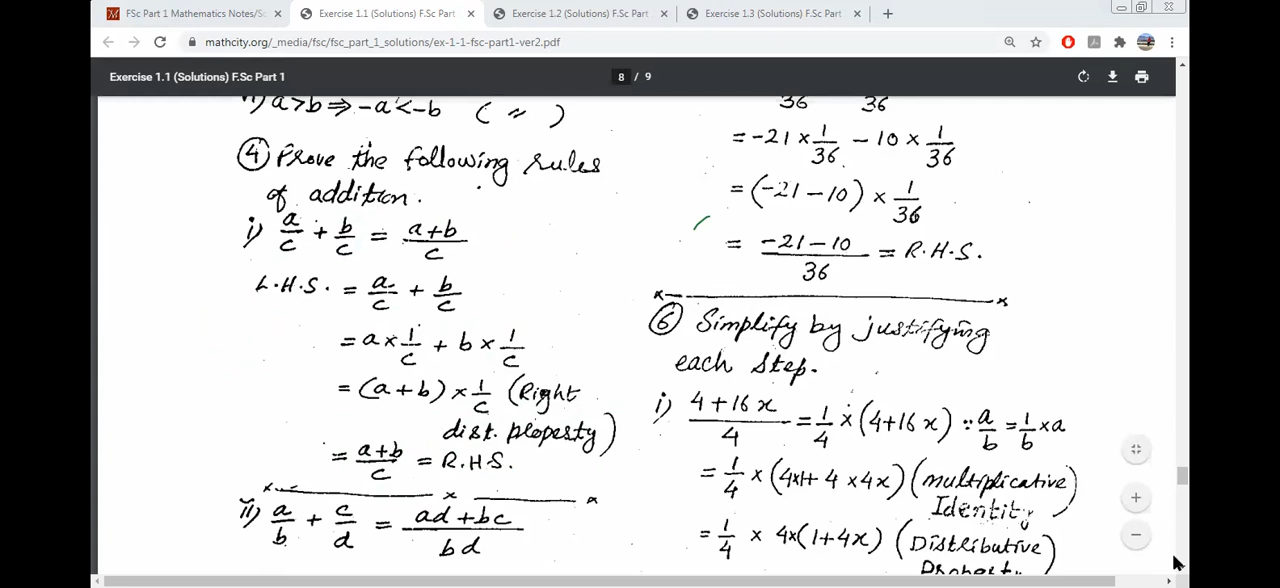 FSc Part 1 Mathematics Notes/So
Exercise 1.1 (Solutions) F.Sc Part
Exercise 1.2 (Solutions) F.Sc Part
Exercise 1.3 (Solutions) F.Sc Part
mathcity.org/_media/fsc/fsc_part_1_solutions/ex-1-1-fsc-part1-ver2.pdf
Exercise 1.1 (Solutions) F.Sc Part 1
8 / 9
a>b ⇒ -a<-b ( " )
④ Prove the following rules
of addition.
i) a/c + b/c = a+b/c
L.H.S. = a/c + b/c
= a × 1/c + b × 1/c
= (a+b) × 1/c (Right
dist. property)
= a+b/c = R.H.S.
ii) a/b + c/d = ad+bc/bd
36 36
= -21 × 1/36 - 10 × 1/36
= (-21-10) × 1/36
= -21-10/36 = R.H.S.
⑥ Simplify by justifying
each step.
i) 4+16x/4 = 1/4 × (4+16x) ∵ a/b = 1/b × a
= 1/4 × (4×1+4×4x) (multiplicative
Identity)
= 1/4 × 4×(1+4x) (Distributive)
Property